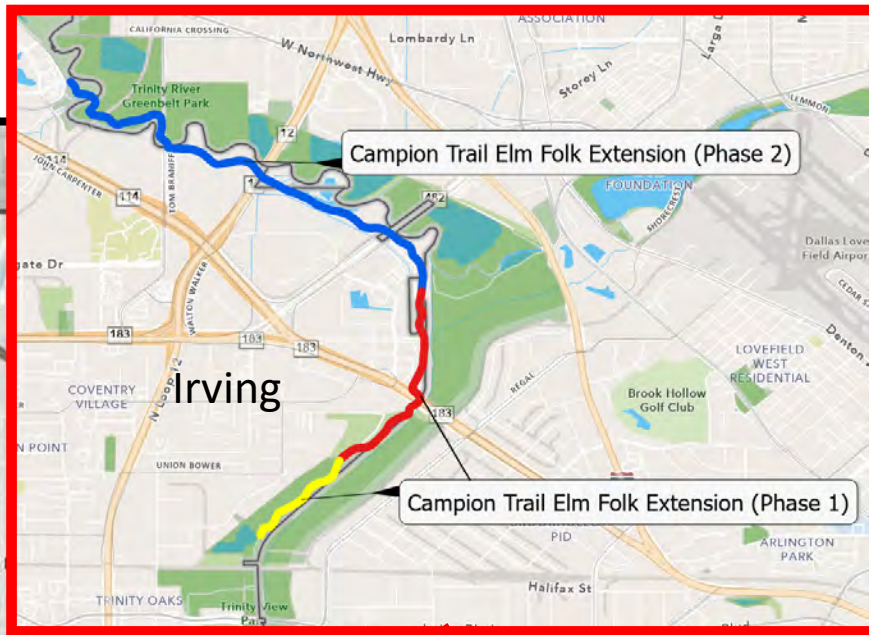 ASSOCIATION
CALIFORNIA CROSSING
Lombardy Ln
Larga D
W Northwest Hwy
Storey Ln
Trinity River
Greenbelt Park
LEMMON
12
Campion Trail Elm Folk Extension (Phase 2)
114
JOHN CARPENTER
TOM BRANIFF
114
482
FOUNDATION
SHORECREST
Dallas Love
Field Airpor
gate Dr
WALTON WALKER
CEDAR S
183
183
Denton
LOVEFIELD
WEST
RESIDENTIAL
REGAL
Irving
COVENTRY
VILLAGE
N Loop 12
183
Brook Hollow
Golf Club
N POINT
UNION BOWER
Campion Trail Elm Folk Extension (Phase 1)
PID
ARLINGTON
PARK
Halifax St
TRINITY OAKS
Trinity View
Park